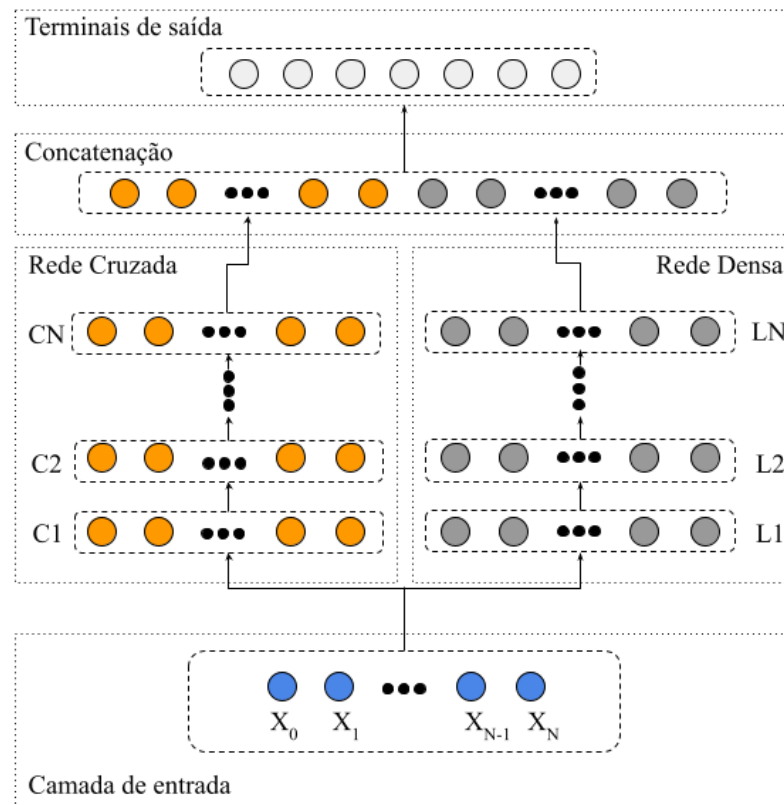 Terminais de saída
Concatenação
Rede Cruzada
Rede Densa
CN
LN
C2
L2
C1
L1
X₀ X₁ Xₙ₋₁ X_N
Camada de entrada